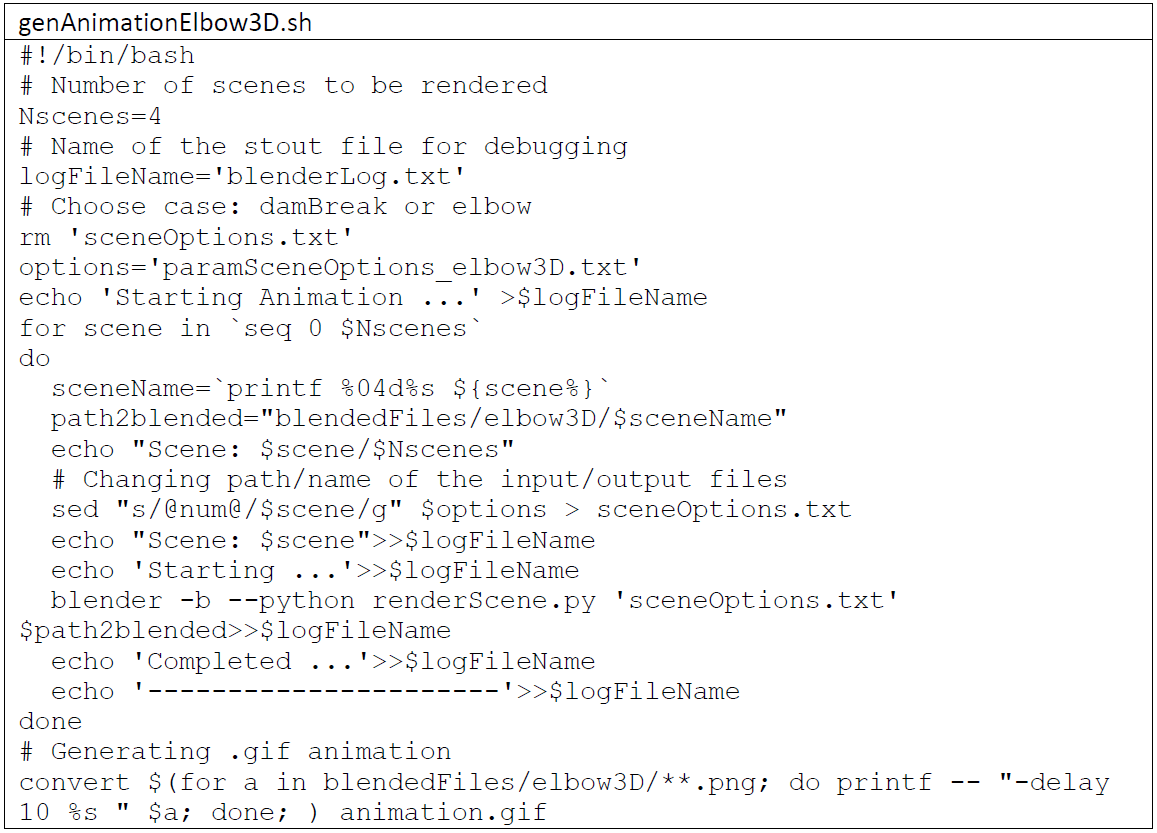 genAnimationElbow3D.sh
#!/bin/bash
# Number of scenes to be rendered
Nscenes=4
# Name of the stout file for debugging
logFileName='blenderLog.txt'
# Choose case: damBreak or elbow
rm 'sceneOptions.txt'
options='paramSceneOptions_elbow3D.txt'
echo 'Starting Animation ...' >$logFileName
for scene in `seq 0 $Nscenes`
do
  sceneName=`printf %04d%s ${scene%}`
  path2blended="blendedFiles/elbow3D/$sceneName"
  echo "Scene: $scene/$Nscenes"
  # Changing path/name of the input/output files
  sed "s/@num@/$scene/g" $options > sceneOptions.txt
  echo "Scene: $scene">>$logFileName
  echo 'Starting ...'>>$logFileName
  blender -b --python renderScene.py 'sceneOptions.txt'
$path2blended>>$logFileName
  echo 'Completed ...'>>$logFileName
  echo '----------------------'>>$logFileName
done
# Generating .gif animation
convert $(for a in blendedFiles/elbow3D/**.png; do printf -- "-delay
10 %s " $a; done; ) animation.gif